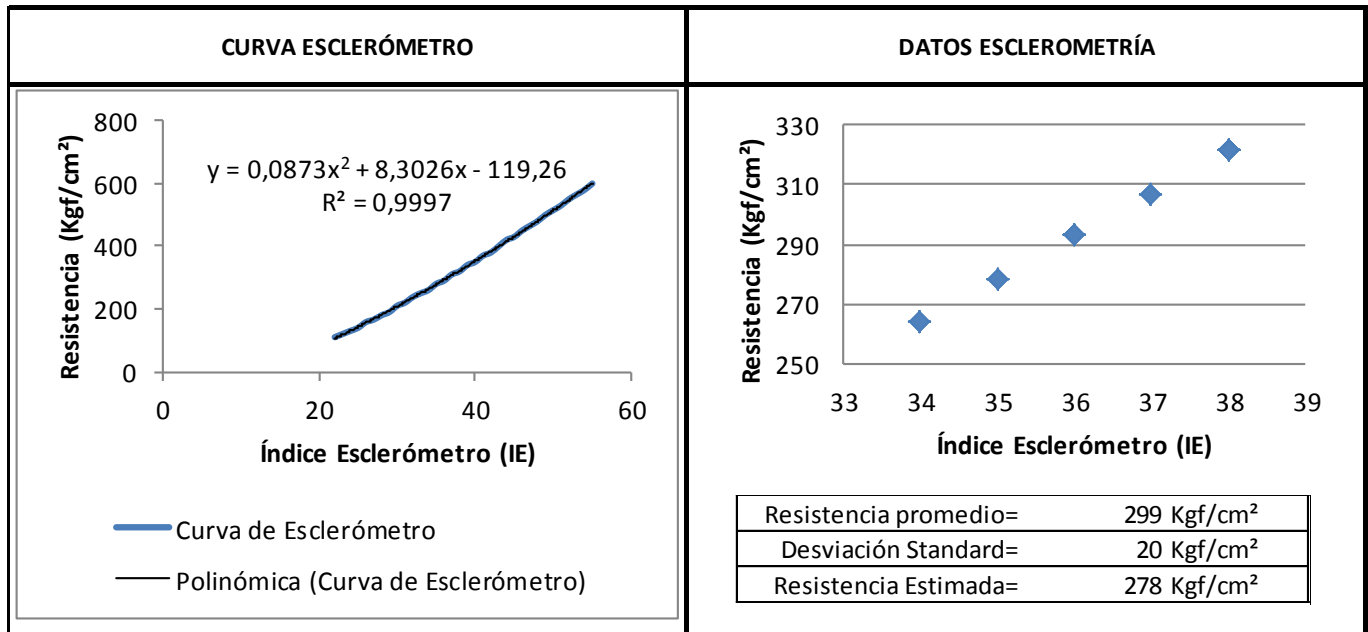 CURVA ESCLERÓMETRO
Resistencia (Kgf/cm²)
800
600
400
200
0
y = 0,0873x² + 8,3026x - 119,26
R² = 0,9997
0 20 40 60
Índice Esclerómetro (IE)
Curva de Esclerómetro
Polinómica (Curva de Esclerómetro)
DATOS ESCLEROMETRÍA
Resistencia (Kgf/cm²)
330
310
290
270
250
33 34 35 36 37 38 39
Índice Esclerómetro (IE)
Resistencia promedio= 299 Kgf/cm²
Desviación Standard= 20 Kgf/cm²
Resistencia Estimada= 278 Kgf/cm²